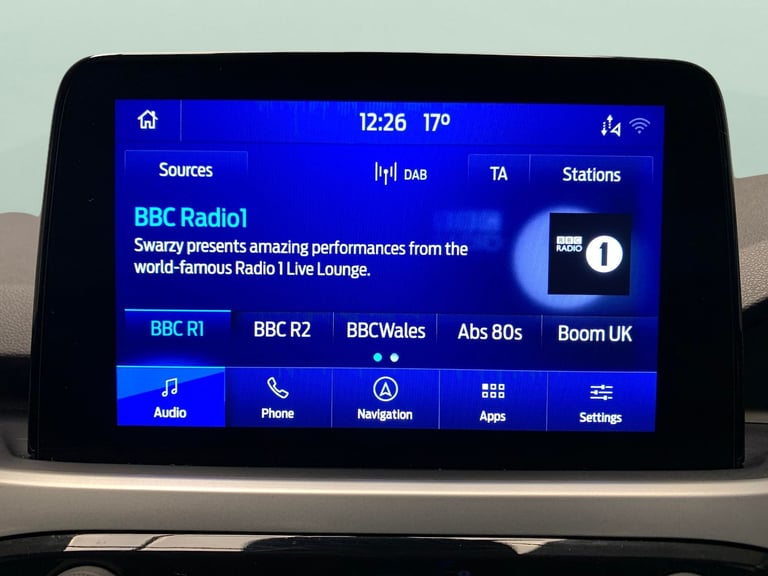 12:26 17º
Sources
DAB
TA
Stations
BBC Radio1
Swarzy presents amazing performances from the
world-famous Radio 1 Live Lounge.
BBC
RADIO
1
BBC R1
BBC R2
BBCWales
Abs 80s
Boom UK
Audio
Phone
Navigation
Apps
Settings